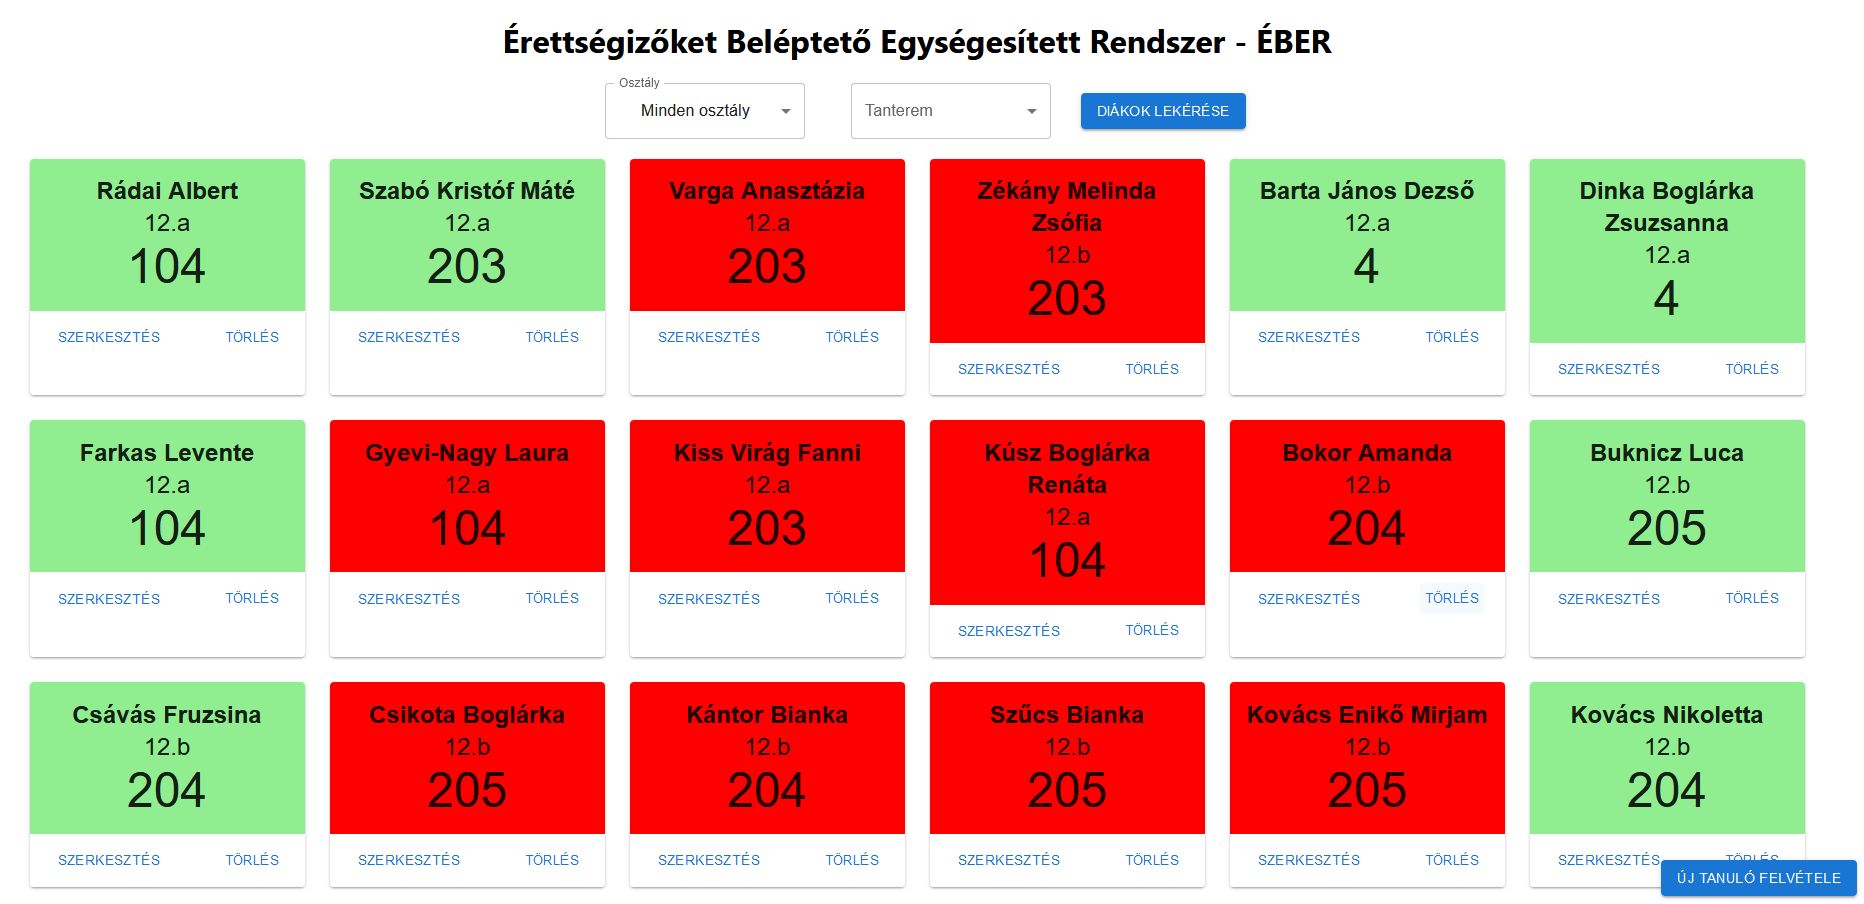 Érettségizőket Beléptető Egységesített Rendszer - ÉBER
Osztály
Minden osztály
Tanterem
DIÁKOK LEKÉRÉSE
Rádai Albert
12.a
104
SZERKESZTÉS TÖRLÉS
Szabó Kristóf Máté
12.a
203
SZERKESZTÉS TÖRLÉS
Varga Anasztázia
12.a
203
SZERKESZTÉS TÖRLÉS
Zékány Melinda
Zsófia
12.b
203
SZERKESZTÉS TÖRLÉS
Barta János Dezső
12.a
4
SZERKESZTÉS TÖRLÉS
Dinka Boglárka
Zsuzsanna
12.a
4
SZERKESZTÉS TÖRLÉS
Farkas Levente
12.a
104
SZERKESZTÉS TÖRLÉS
Gyevi-Nagy Laura
12.a
104
SZERKESZTÉS TÖRLÉS
Kiss Virág Fanni
12.a
203
SZERKESZTÉS TÖRLÉS
Kúsz Boglárka
Renáta
12.a
104
SZERKESZTÉS TÖRLÉS
Bokor Amanda
12.b
204
SZERKESZTÉS TÖRLÉS
Buknicz Luca
12.b
205
SZERKESZTÉS TÖRLÉS
Csávás Fruzsina
12.b
204
SZERKESZTÉS TÖRLÉS
Csikota Boglárka
12.b
205
SZERKESZTÉS TÖRLÉS
Kántor Bianka
12.b
204
SZERKESZTÉS TÖRLÉS
Szűcs Bianka
12.b
205
SZERKESZTÉS TÖRLÉS
Kovács Enikő Mirjam
12.b
205
SZERKESZTÉS TÖRLÉS
Kovács Nikoletta
12.b
204
SZERKESZTÉS TÖRLÉS
ÚJ TANULÓ FELVÉTELE